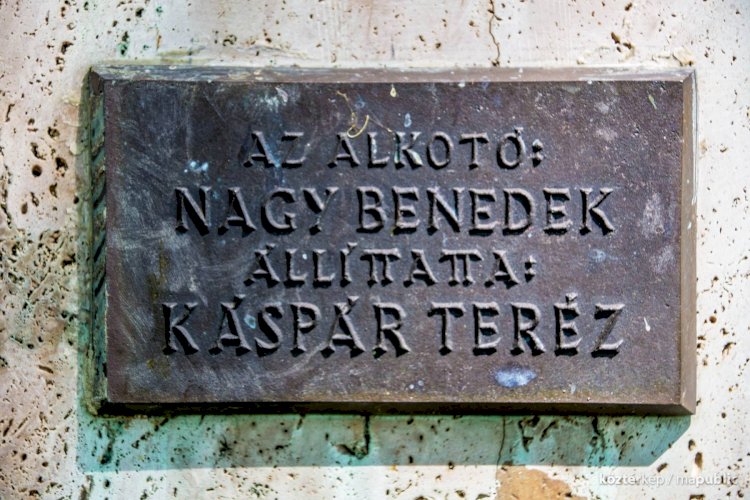 AZ ALKOTÓ:
NAGY BENEDEK
ÁLLÍTTATTA:
KÁSPÁR TERÉZ
köztérkép / mapublic